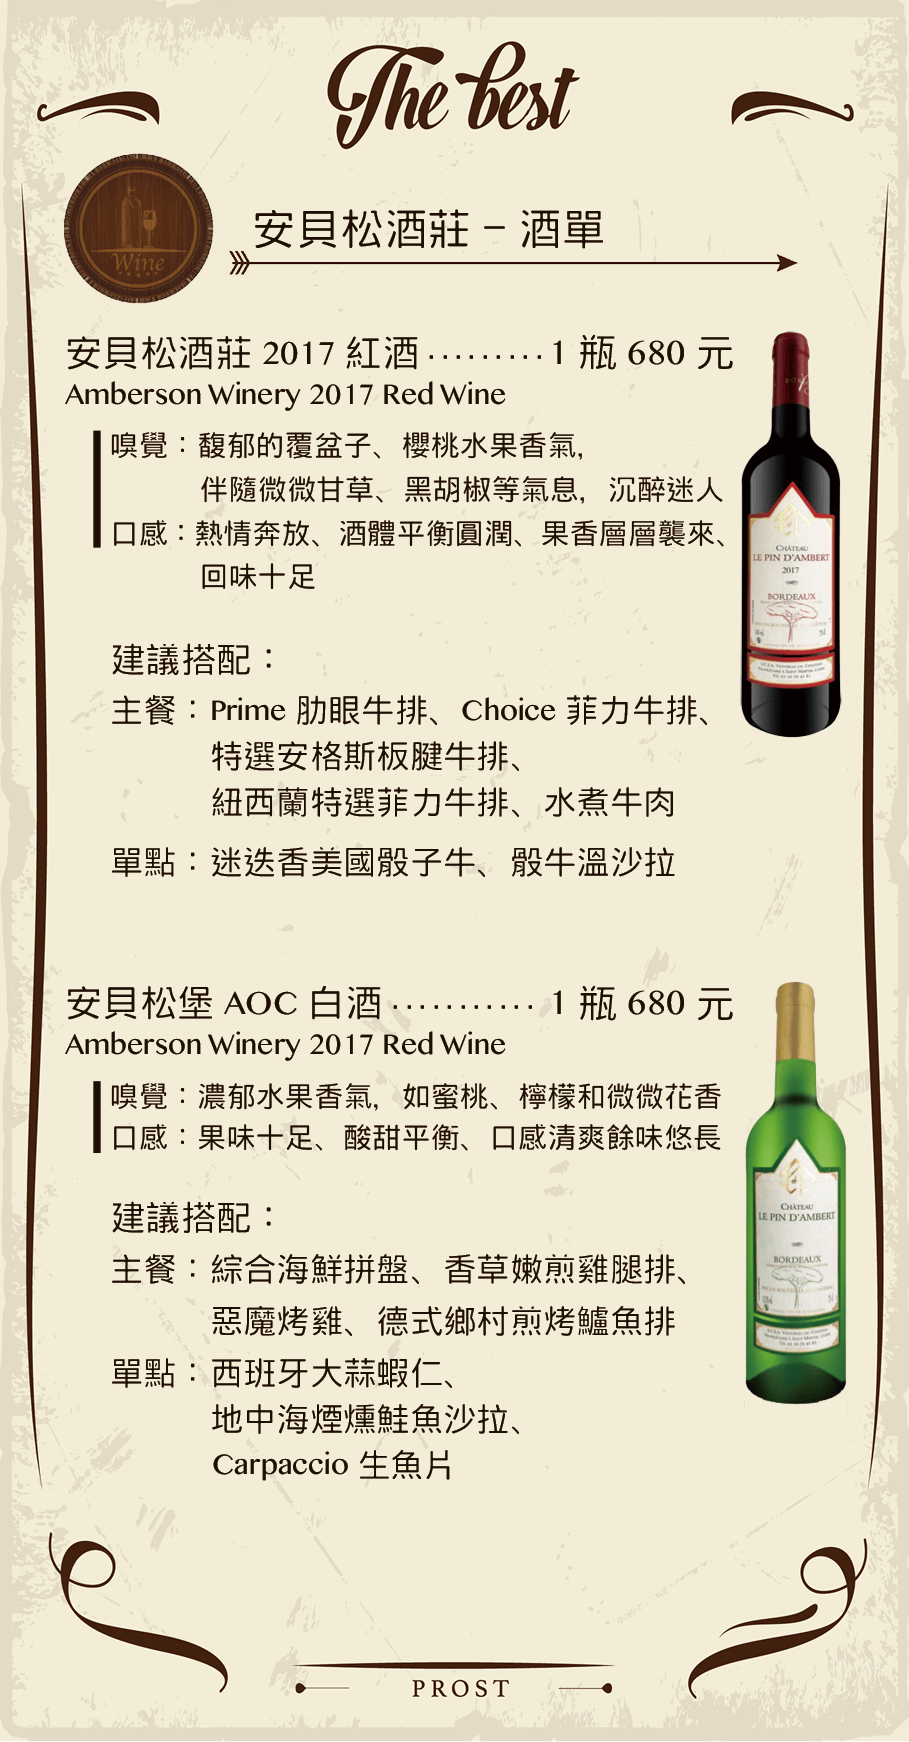 The best
Wine
安貝松酒莊 – 酒單
安貝松酒莊 2017 紅酒 ········· 1 瓶 680 元
Amberson Winery 2017 Red Wine
嗅覺：馥郁的覆盆子、櫻桃水果香氣,
伴隨微微甘草、黑胡椒等氣息, 沉醉迷人
口感：熱情奔放、酒體平衡圓潤、果香層層襲來、
回味十足
CHÂTEAU
LE PIN D'AMBERT
2017
BORDEAUX
建議搭配：
主餐：Prime 肋眼牛排、Choice 菲力牛排、
特選安格斯板腱牛排、
紐西蘭特選菲力牛排、水煮牛肉
單點：迷迭香美國骰子牛、骰牛溫沙拉
安貝松堡 AOC 白酒 ··········· 1 瓶 680 元
Amberson Winery 2017 Red Wine
嗅覺：濃郁水果香氣, 如蜜桃、檸檬和微微花香
口感：果味十足、酸甜平衡、口感清爽餘味悠長
CHÂTEAU
LE PIN D'AMBERT
BORDEAUX
建議搭配：
主餐：綜合海鮮拼盤、香草嫩煎雞腿排、
惡魔烤雞、德式鄉村煎烤鱸魚排
單點：西班牙大蒜蝦仁、
地中海煙燻鮭魚沙拉、
Carpaccio 生魚片
PROST